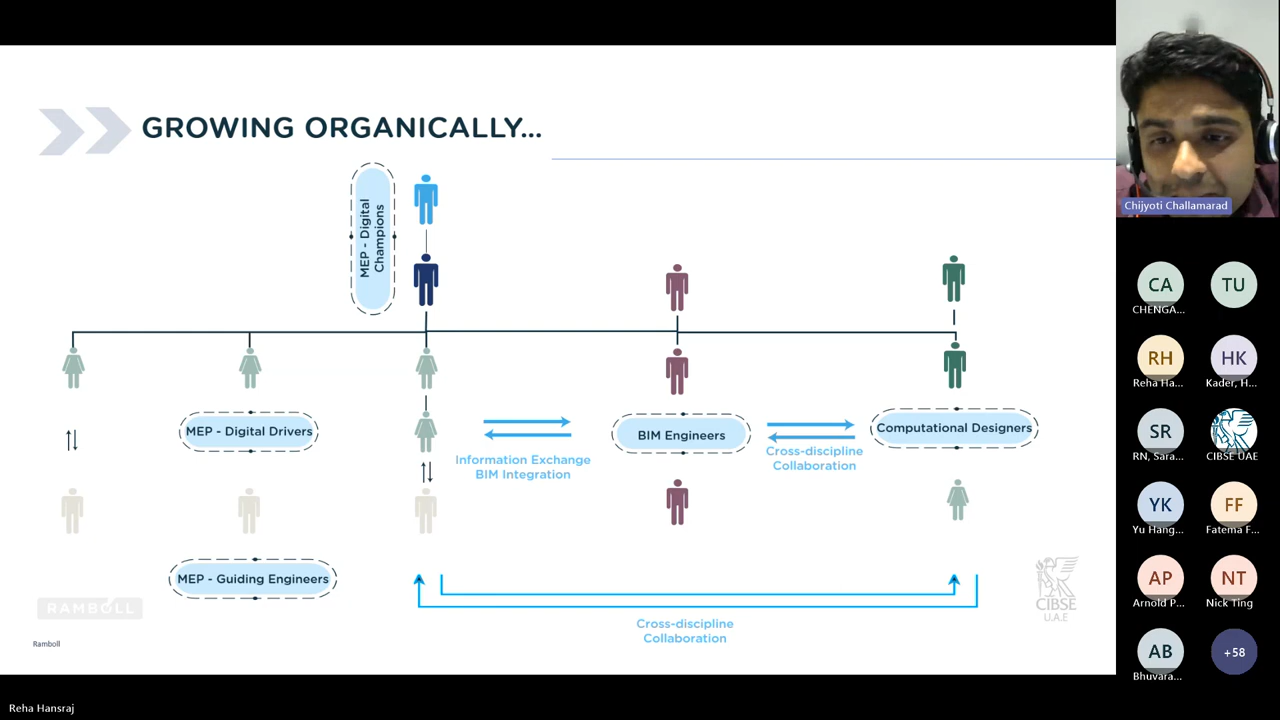 GROWING ORGANICALLY...
MEP - Digital
Champions
MEP - Digital Drivers
BIM Engineers
Computational Designers
Information Exchange
BIM Integration
Cross-discipline
Collaboration
MEP - Guiding Engineers
Cross-discipline
Collaboration
RAMBOLL
Ramboll
CIBSE
U.A.E
Chijyoti Challamarad
CA
TU
CHENGA...
RH
HK
Reha Ha...
Kader, H...
SR
RN, Sara...
CIBSE UAE
YK
FF
Yu Hang...
Fatema F...
AP
NT
Arnold P...
Nick Ting
AB
+58
Bhuvara...
Reha Hansraj